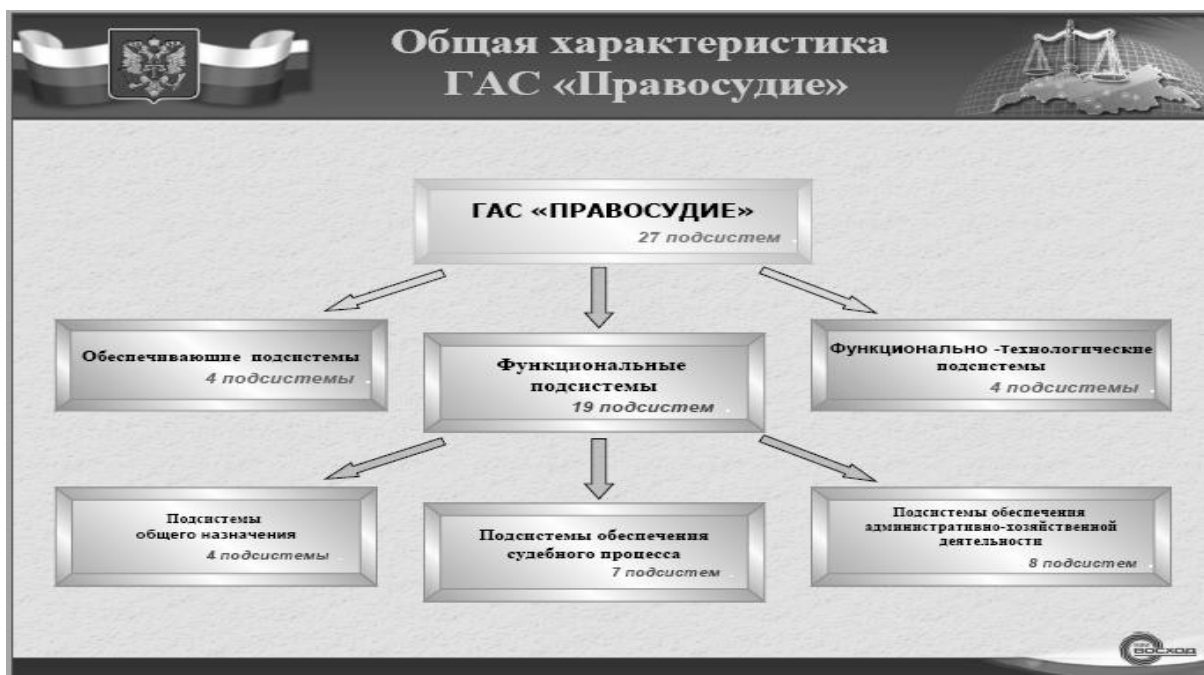 Общая характеристика
ГАС «Правосудие»
ГАС «ПРАВОСУДИЕ»
27 подсистем
Обеспечивающие подсистемы
4 подсистемы
Функциональные
подсистемы
19 подсистем
Функционально -технологические
подсистемы
4 подсистемы
Подсистемы
общего назначения
4 подсистемы
Подсистемы обеспечения
судебного процесса
7 подсистем
Подсистемы обеспечения
административно-хозяйственной
деятельности
8 подсистем
ВОСХОД